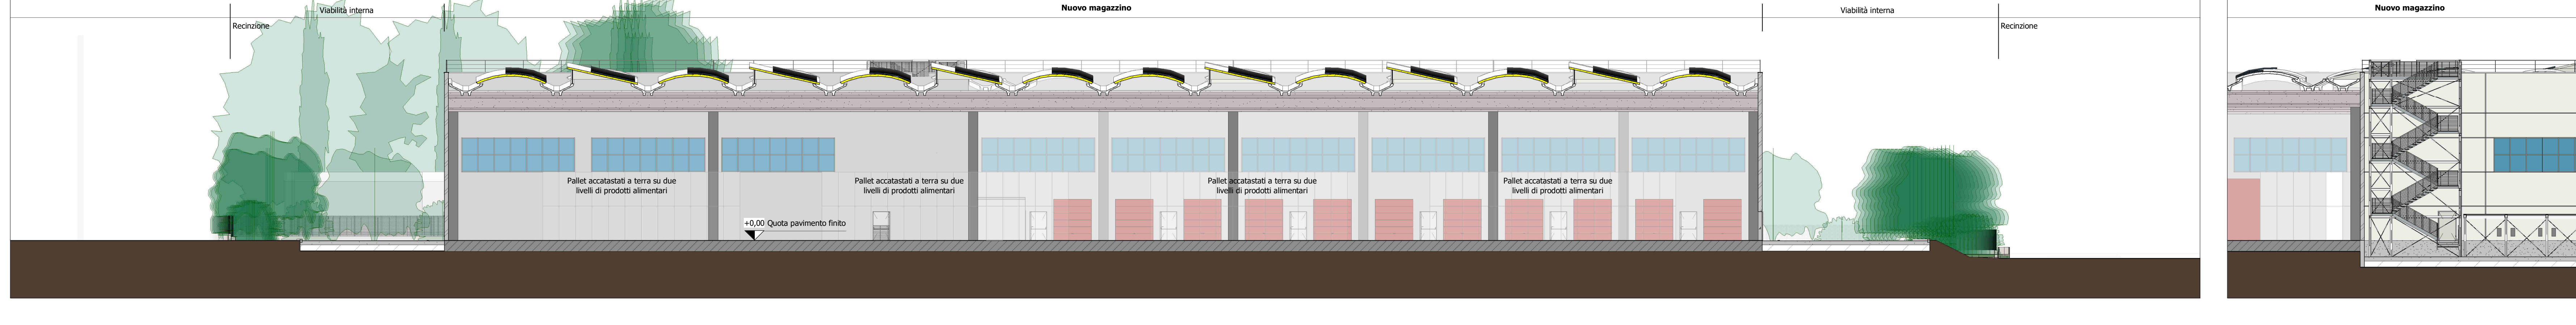 Viabilità interna
Nuovo magazzino
Viabilità interna
Nuovo magazzino
Recinzione
Recinzione
Pallet accatastati a terra su due
livelli di prodotti alimentari
Pallet accatastati a terra su due
livelli di prodotti alimentari
Pallet accatastati a terra su due
livelli di prodotti alimentari
Pallet accatastati a terra su due
livelli di prodotti alimentari
+0,00 Quota pavimento finito